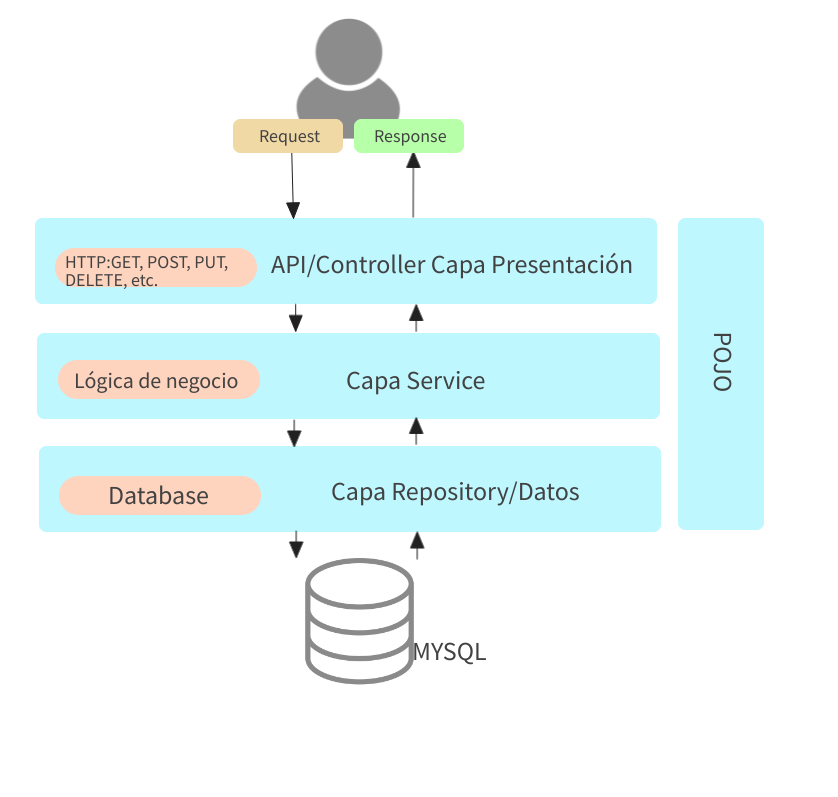 Request
Response
HTTP:GET, POST, PUT,
DELETE, etc.
API/Controller Capa Presentación
POJO
Lógica de negocio
Capa Service
Database
Capa Repository/Datos
MYSQL